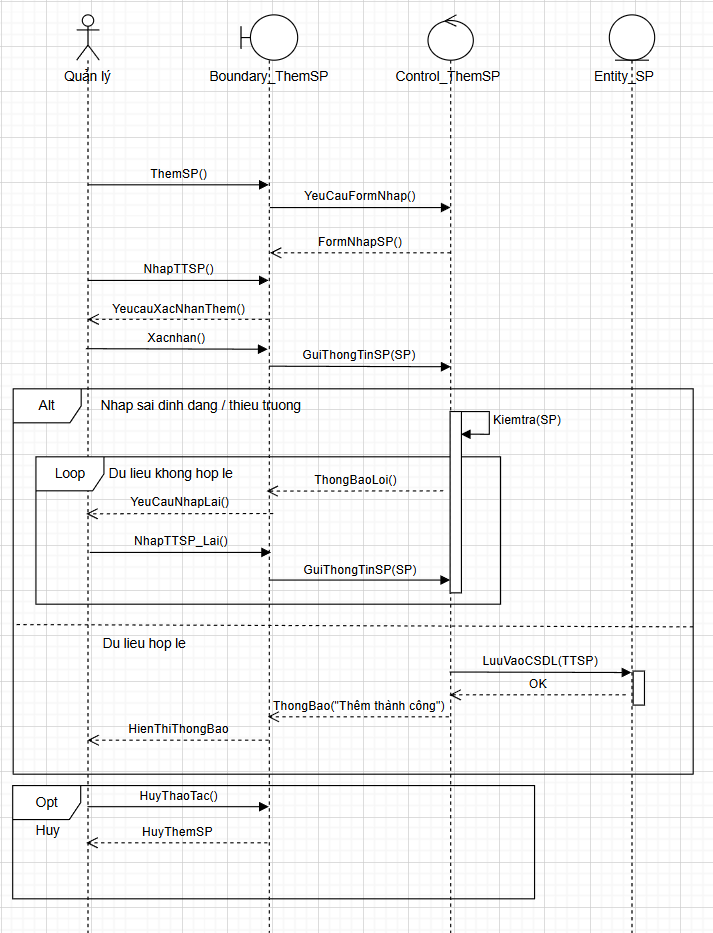 Quản lý
Boundary_ThemSP
Control_ThemSP
Entity_SP
ThemSP()
YeuCauFormNhap()
FormNhapSP()
NhapTTSP()
YeucauXacNhanThem()
Xacnhan()
GuiThongTinSP(SP)
Alt
Nhap sai dinh dang / thieu truong
Kiemtra(SP)
Loop
Du lieu khong hop le
ThongBaoLoi()
YeuCauNhapLai()
NhapTTSP_Lai()
GuiThongTinSP(SP)
Du lieu hop le
LuuVaoCSDL(TTSP)
OK
ThongBao("Thêm thành công")
HienThiThongBao
Opt
HuyThaoTac()
Huy
HuyThemSP